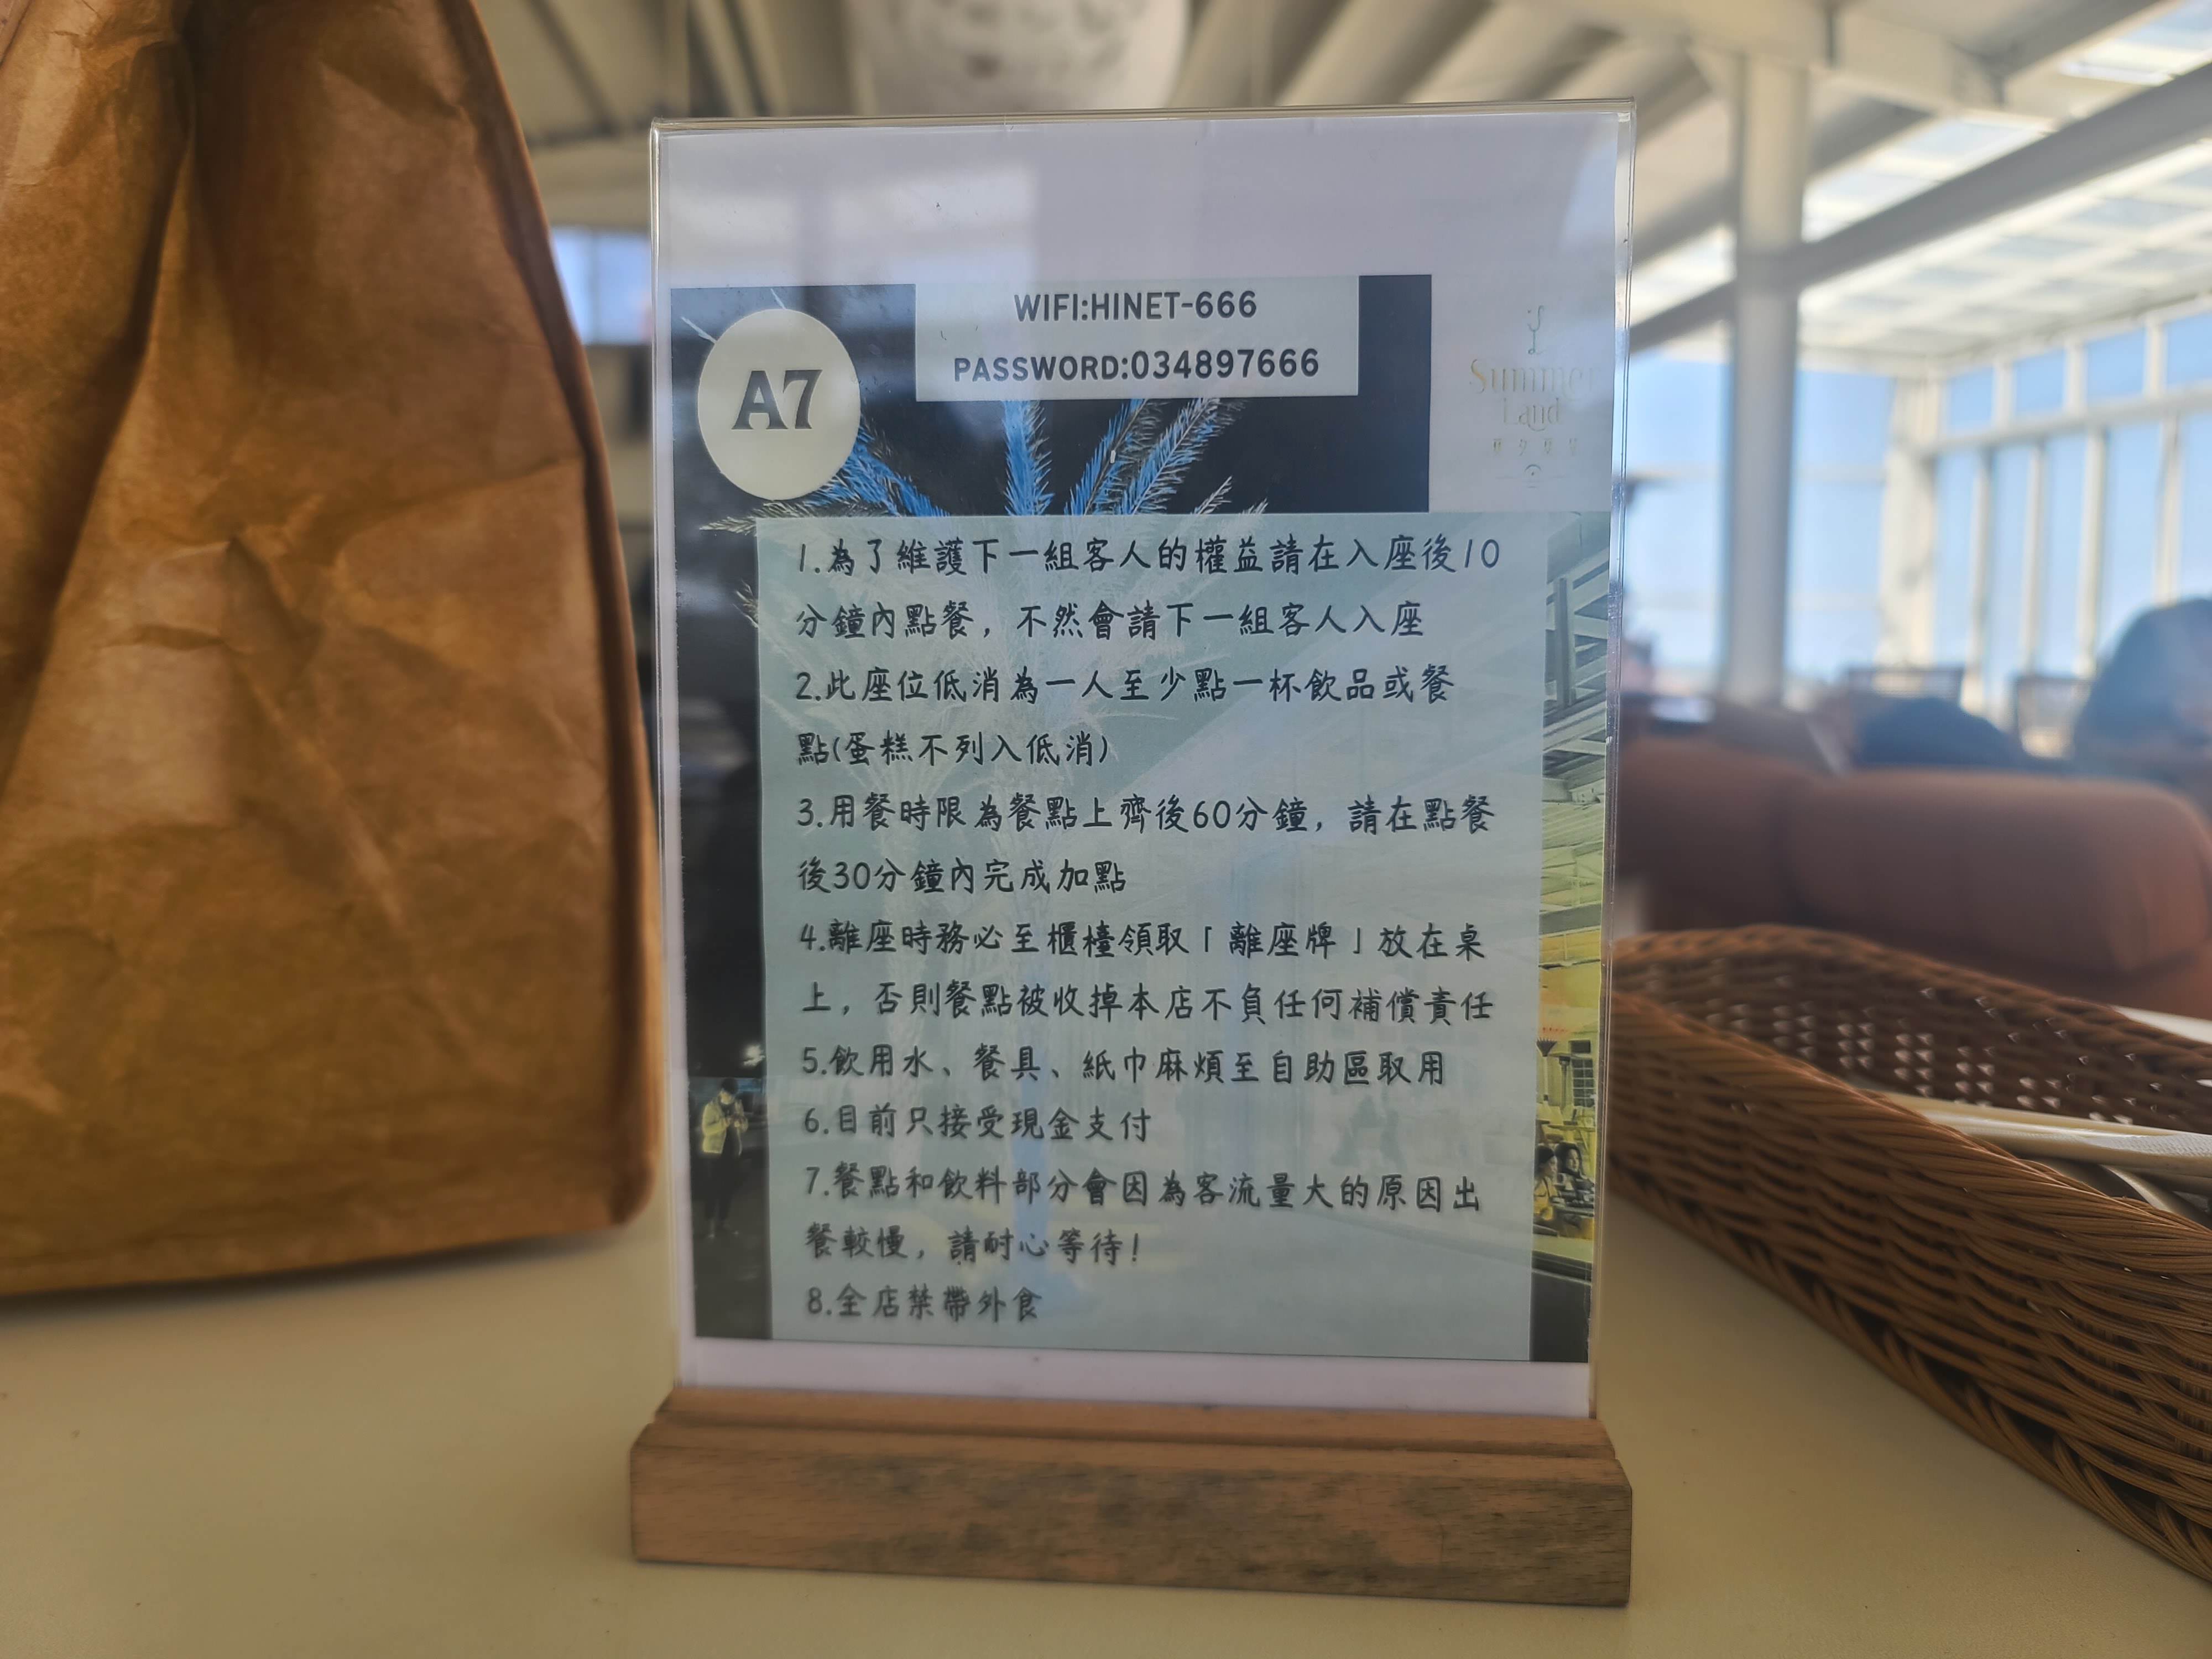 WIFI:HINET-666
PASSWORD:034897666
A7
Summer
Land
1.為了維護下一組客人的權益請在入座後10
分鐘內點餐，不然會請下一組客人入座
2.此座位低消為一人至少點一杯飲品或餐
點(蛋糕不列入低消)
3.用餐時限為餐點上齊後60分鐘，請在點餐
後30分鐘內完成加點
4.離座時務必至櫃檯領取「離座牌」放在桌
上，否則餐點被收掉本店不負任何補償責任
5.飲用水、餐具、紙巾麻煩至自助區取用
6.目前只接受現金支付
7.餐點和飲料部分會因為客流量大的原因出
餐較慢，請耐心等待!
8.全店禁帶外食